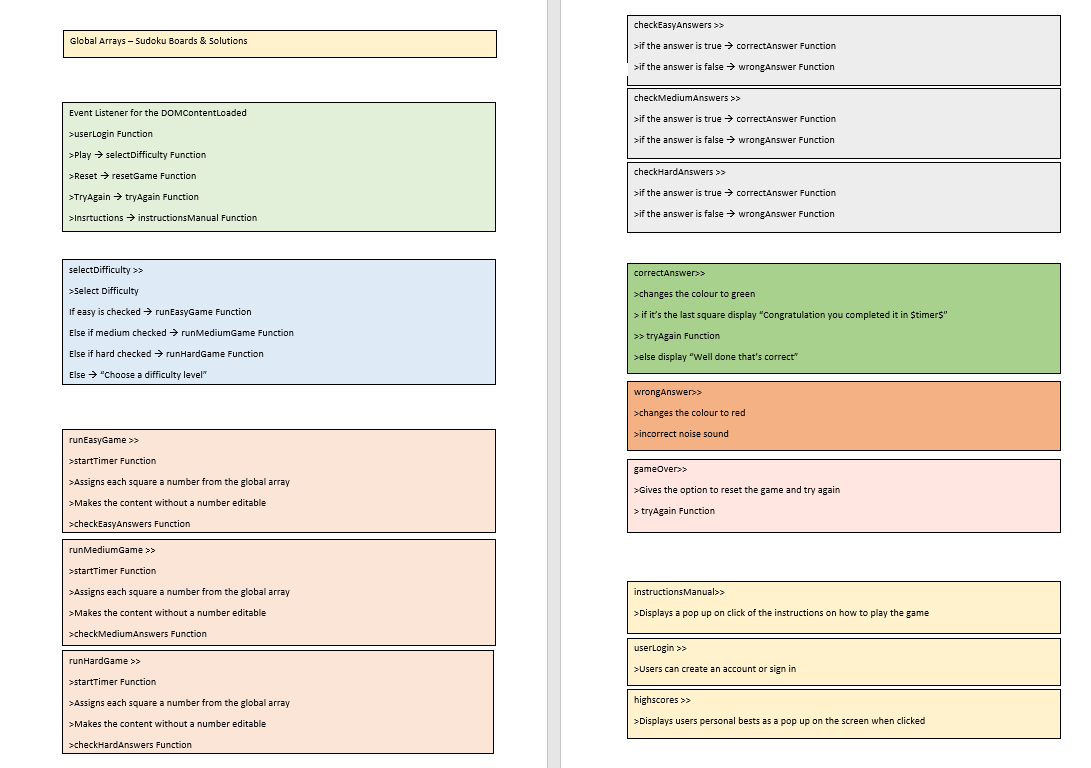 Global Arrays – Sudoku Boards & Solutions
Event Listener for the DOMContentLoaded
>userLogin Function
>Play → selectDifficulty Function
>Reset → resetGame Function
>TryAgain → tryAgain Function
>Insrtuctions → instructionsManual Function
selectDifficulty >>
>Select Difficulty
If easy is checked → runEasyGame Function
Else if medium checked → runMediumGame Function
Else if hard checked → runHardGame Function
Else → “Choose a difficulty level”
runEasyGame >>
>startTimer Function
>Assigns each square a number from the global array
>Makes the content without a number editable
>checkEasyAnswers Function
runMediumGame >>
>startTimer Function
>Assigns each square a number from the global array
>Makes the content without a number editable
>checkMediumAnswers Function
runHardGame >>
>startTimer Function
>Assigns each square a number from the global array
>Makes the content without a number editable
>checkHardAnswers Function
checkEasyAnswers >>
>if the answer is true → correctAnswer Function
>if the answer is false → wrongAnswer Function
checkMediumAnswers >>
>if the answer is true → correctAnswer Function
>if the answer is false → wrongAnswer Function
checkHardAnswers >>
>if the answer is true → correctAnswer Function
>if the answer is false → wrongAnswer Function
correctAnswer>>
>changes the colour to green
> if it’s the last square display “Congratulation you completed it in $timer$”
>> tryAgain Function
>else display “Well done that’s correct”
wrongAnswer>>
>changes the colour to red
>incorrect noise sound
gameOver>>
>Gives the option to reset the game and try again
> tryAgain Function
instructionsManual>>
>Displays a pop up on click of the instructions on how to play the game
userLogin >>
>Users can create an account or sign in
highscores >>
>Displays users personal bests as a pop up on the screen when clicked